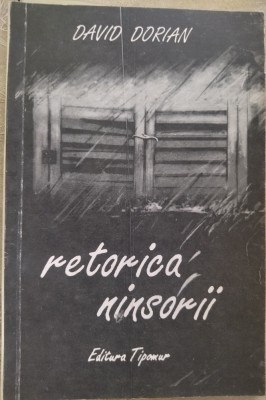 DAVID DORIAN
retorica
ninsorii
Editura Tipomur